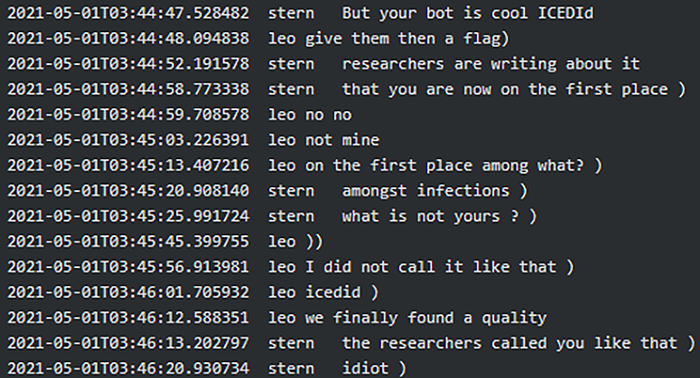 2021-05-01T03:44:47.528482 stern But your bot is cool ICEDId
2021-05-01T03:44:48.094838 leo give them then a flag)
2021-05-01T03:44:52.191578 stern researchers are writing about it
2021-05-01T03:44:58.773338 stern that you are now on the first place )
2021-05-01T03:44:59.708578 leo no no
2021-05-01T03:45:03.226391 leo not mine
2021-05-01T03:45:13.407216 leo on the first place among what? )
2021-05-01T03:45:20.908140 stern amongst infections )
2021-05-01T03:45:25.991724 stern what is not yours ? )
2021-05-01T03:45:45.399755 leo ))
2021-05-01T03:45:56.913981 leo I did not call it like that )
2021-05-01T03:46:01.705932 leo icedid )
2021-05-01T03:46:12.588351 leo we finally found a quality
2021-05-01T03:46:13.202797 stern the researchers called you like that )
2021-05-01T03:46:20.930734 stern idiot )